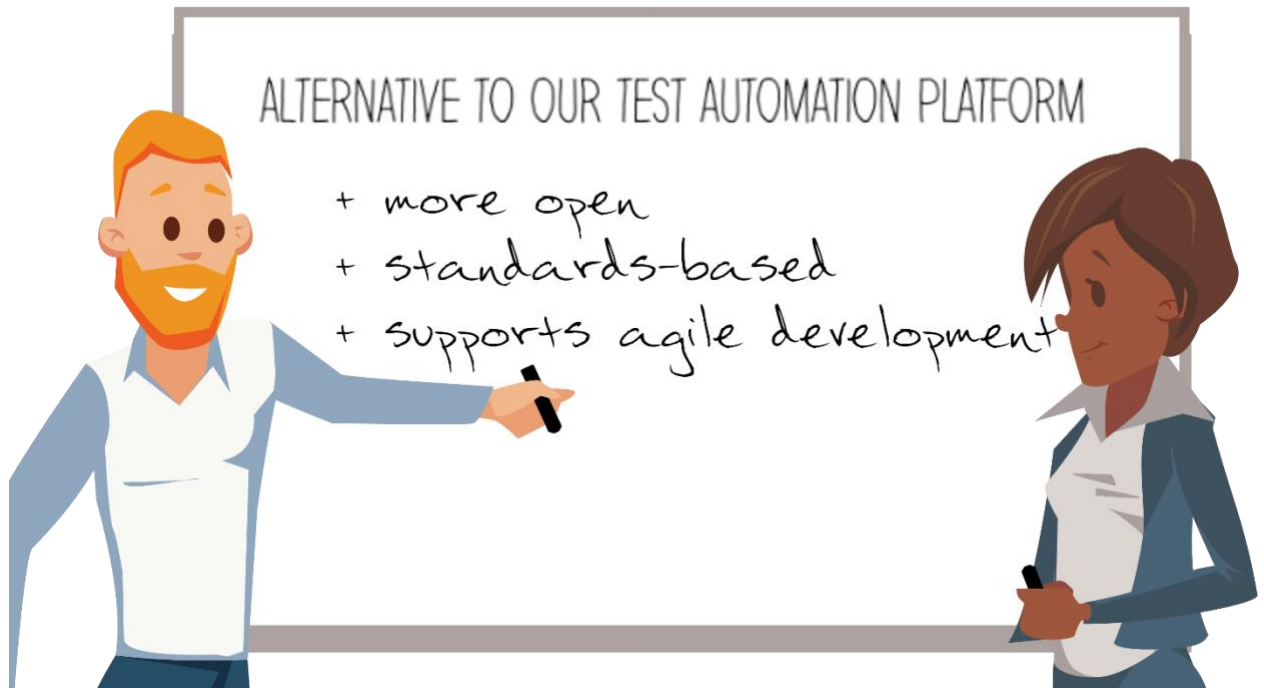 ALTERNATIVE TO OUR TEST AUTOMATION PLATFORM
+ more open
+ standards-based
+ supports agile development